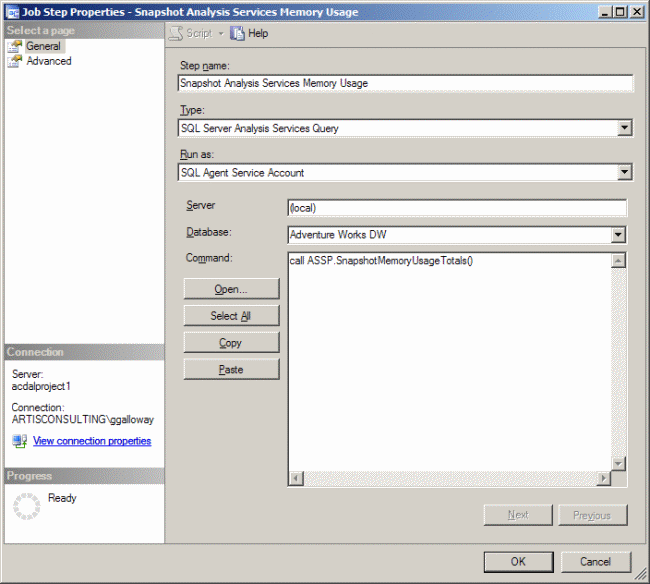 Job Step Properties - Snapshot Analysis Services Memory Usage
Select a page
General
Advanced
Script
Help
Step name:
Snapshot Analysis Services Memory Usage
Type:
SQL Server Analysis Services Query
Run as:
SQL Agent Service Account
Server
(local)
Database:
Adventure Works DW
Command:
call ASSP.SnapshotMemoryUsageTotals()
Open...
Select All
Copy
Paste
Connection
Server:
acdalproject1
Connection:
ARTISCONSULTING\ggalloway
View connection properties
Progress
Ready
Next
Previous
OK
Cancel